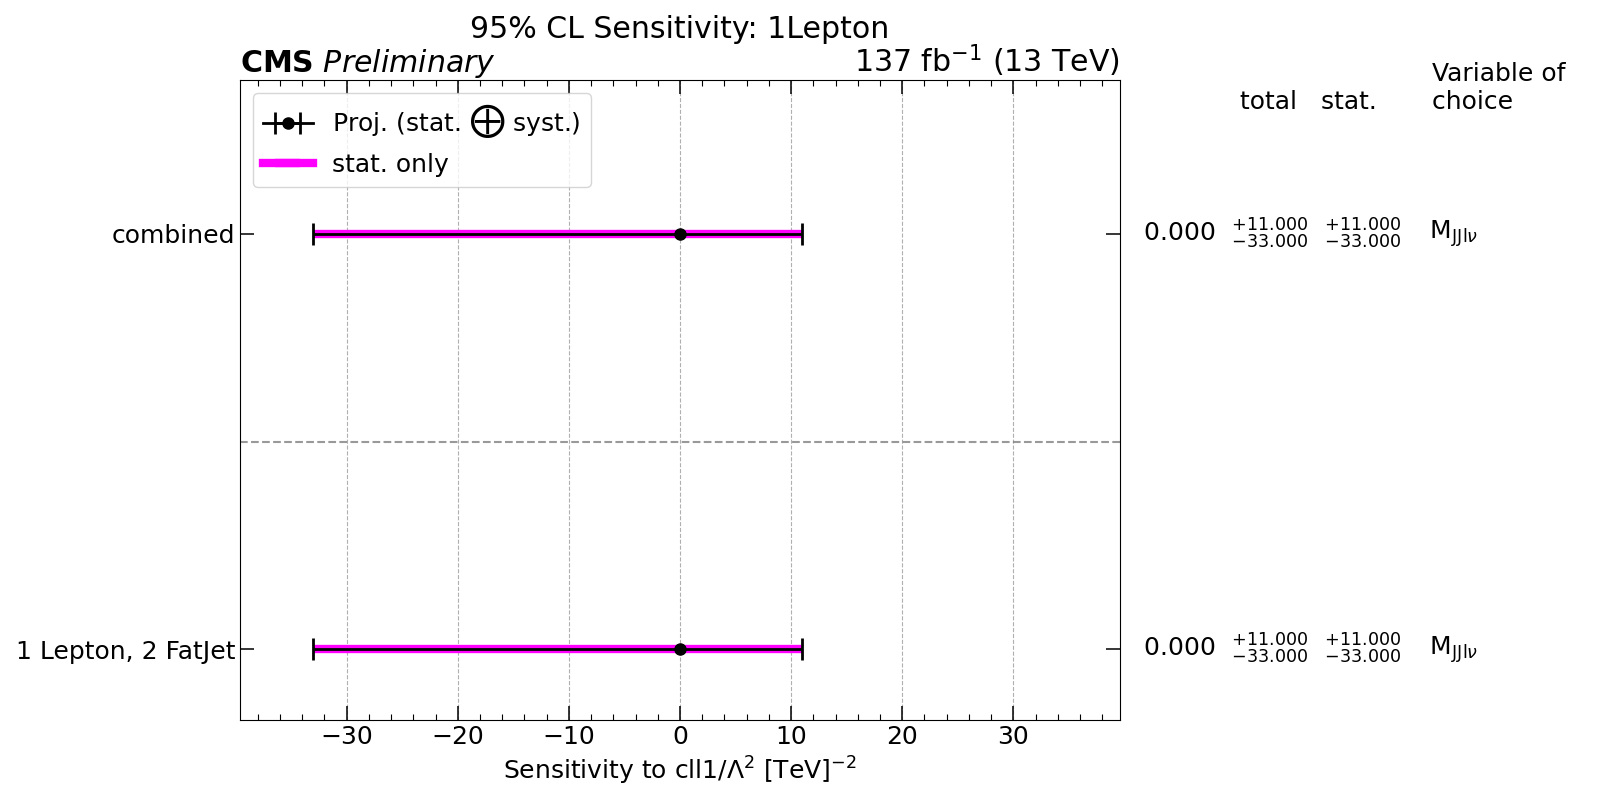 95% CL Sensitivity: 1Lepton
CMS Preliminary 137 fb⁻¹ (13 TeV)
Variable of
total stat. choice
Proj. (stat. ⊕ syst.)
stat. only
combined 0.000 +11.000 −33.000 +11.000 −33.000 M_JJlν
1 Lepton, 2 FatJet 0.000 +11.000 −33.000 +11.000 −33.000 M_JJlν
−30 −20 −10 0 10 20 30
Sensitivity to cll1/Λ² [TeV]⁻²